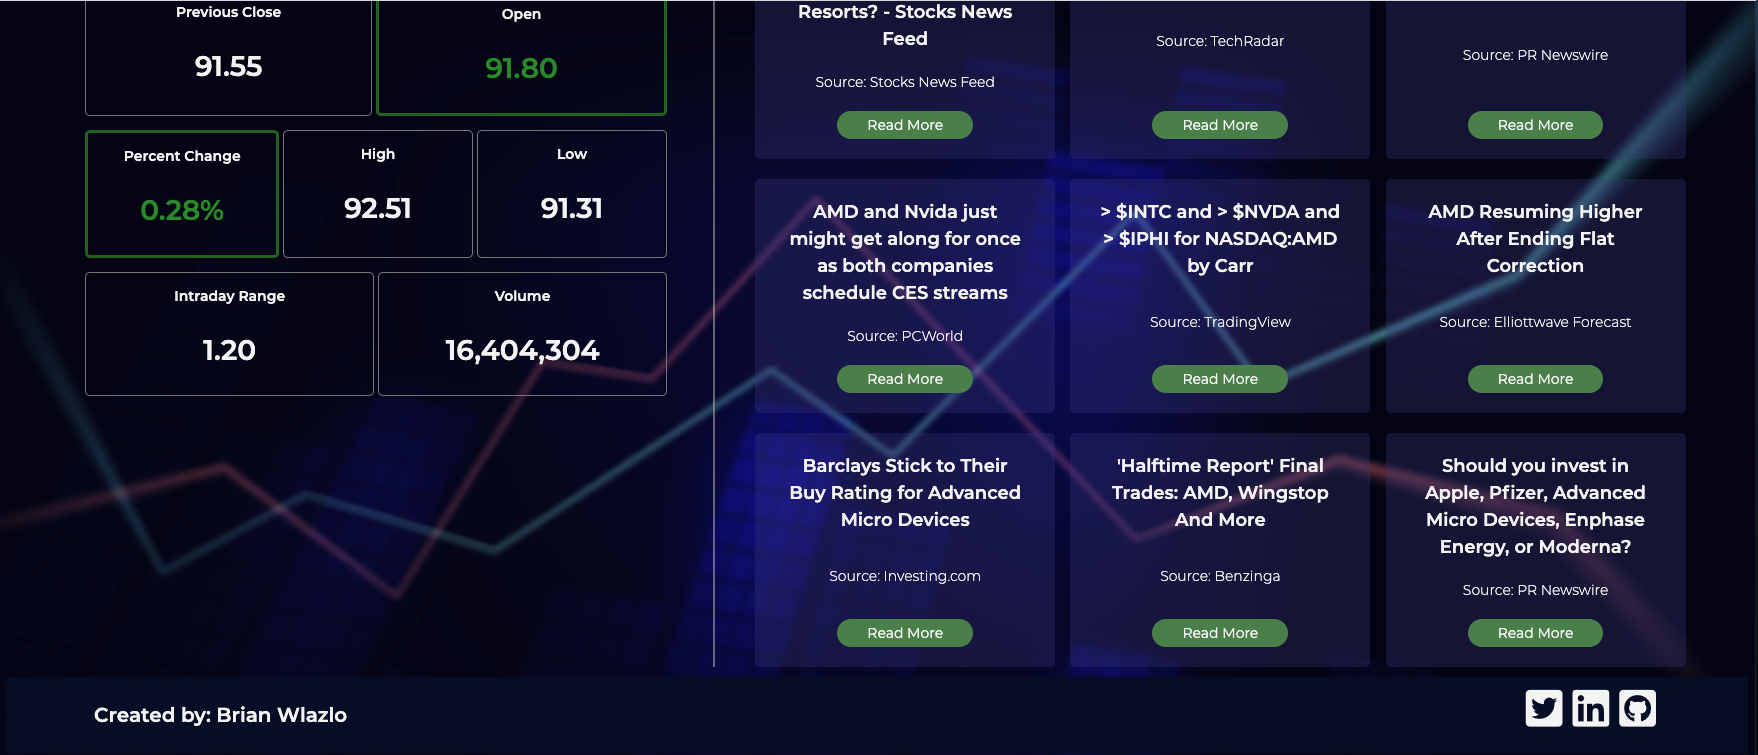 Previous Close
91.55
Open
91.80
Percent Change
0.28%
High
92.51
Low
91.31
Intraday Range
1.20
Volume
16,404,304
Resorts? - Stocks News
Feed
Source: Stocks News Feed
Read More
Source: TechRadar
Read More
Source: PR Newswire
Read More
AMD and Nvida just
might get along for once
as both companies
schedule CES streams
Source: PCWorld
Read More
> $INTC and > $NVDA and
> $IPHI for NASDAQ:AMD
by Carr
Source: TradingView
Read More
AMD Resuming Higher
After Ending Flat
Correction
Source: Elliottwave Forecast
Read More
Barclays Stick to Their
Buy Rating for Advanced
Micro Devices
Source: Investing.com
Read More
'Halftime Report' Final
Trades: AMD, Wingstop
And More
Source: Benzinga
Read More
Should you invest in
Apple, Pfizer, Advanced
Micro Devices, Enphase
Energy, or Moderna?
Source: PR Newswire
Read More
Created by: Brian Wlazlo
in